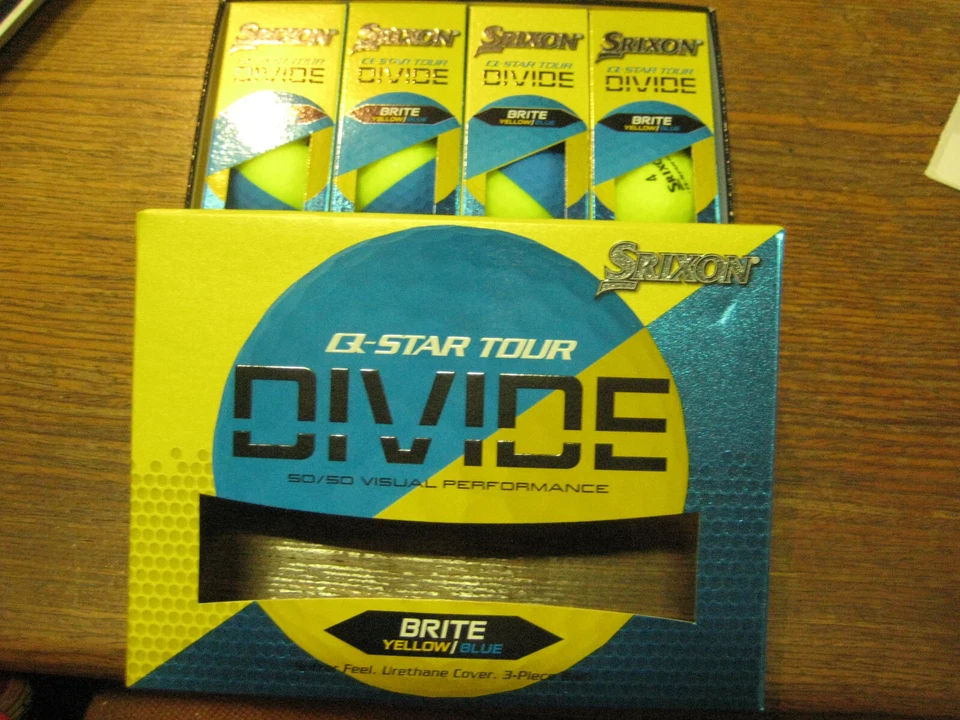 SRIXON
Q-STAR TOUR
DIVIDE
SRIXON
Q-STAR TOUR
DIVIDE
BRITE
YELLOW/BLUE
SRIXON
Q-STAR TOUR
DIVIDE
BRITE
YELLOW/BLUE
SRIXON
Q-STAR TOUR
DIVIDE
BRITE
YELLOW/BLUE
4
SRIXON
SRIXON
Q-STAR TOUR
DIVIDE
50/50 VISUAL PERFORMANCE
BRITE
YELLOW/BLUE
Feel. Urethane Cover. 3-Piece